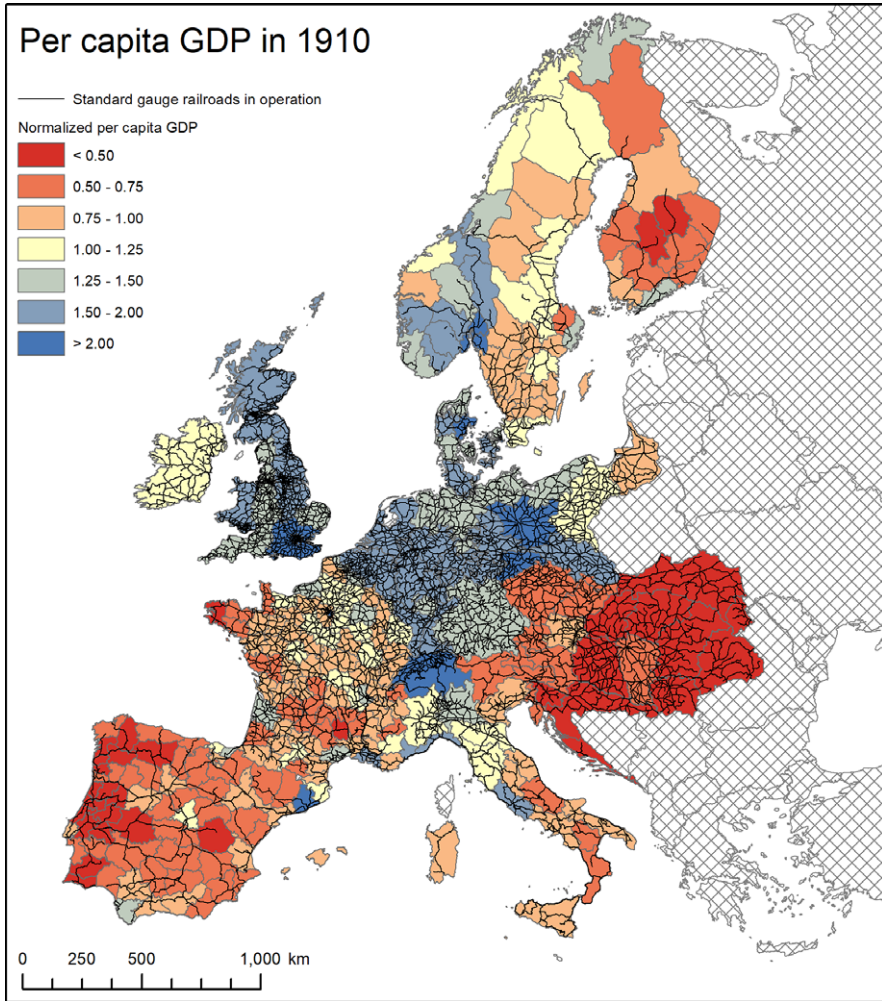 Per capita GDP in 1910
Standard gauge railroads in operation
Normalized per capita GDP
< 0.50
0.50 - 0.75
0.75 - 1.00
1.00 - 1.25
1.25 - 1.50
1.50 - 2.00
> 2.00
0 250 500 1,000 km